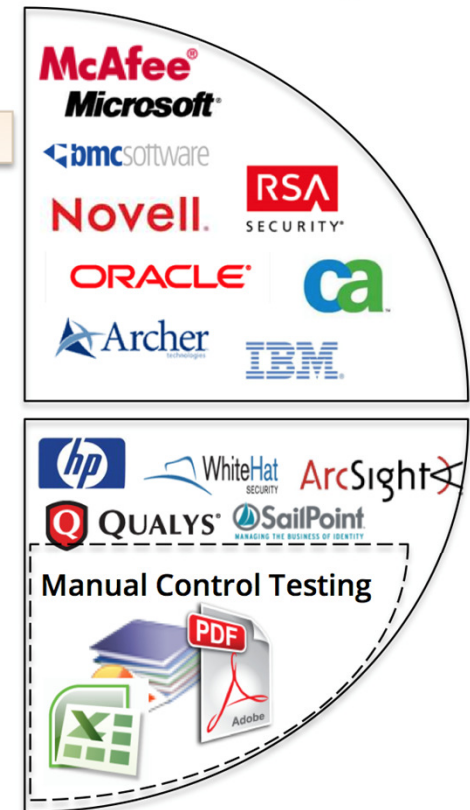 McAfee®
Microsoft®
bmcsoftware
RSA
SECURITY®
Novell.
ORACLE®
ca™
Archer
technologies
IBM®
hp
WhiteHat
SECURITY
ArcSight
QUALYS®
SailPoint
MANAGING THE BUSINESS OF IDENTITY
Manual Control Testing
PDF
Adobe
X